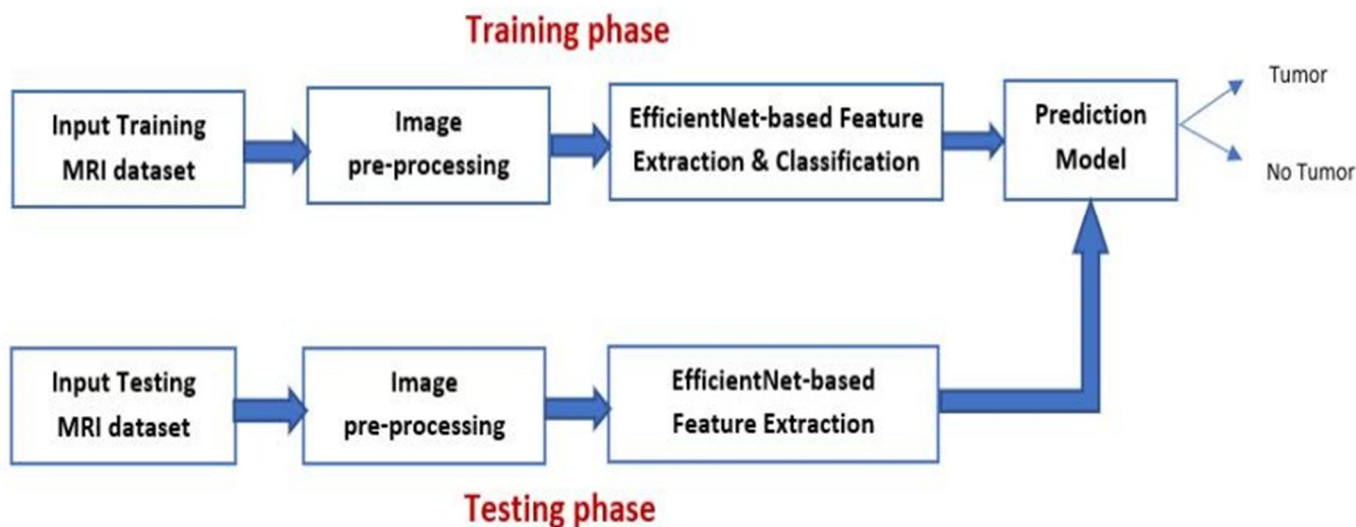 Training phase
Input Training
MRI dataset
Image
pre-processing
EfficientNet-based Feature
Extraction & Classification
Prediction
Model
Tumor
No Tumor
Input Testing
MRI dataset
Image
pre-processing
EfficientNet-based
Feature Extraction
Testing phase